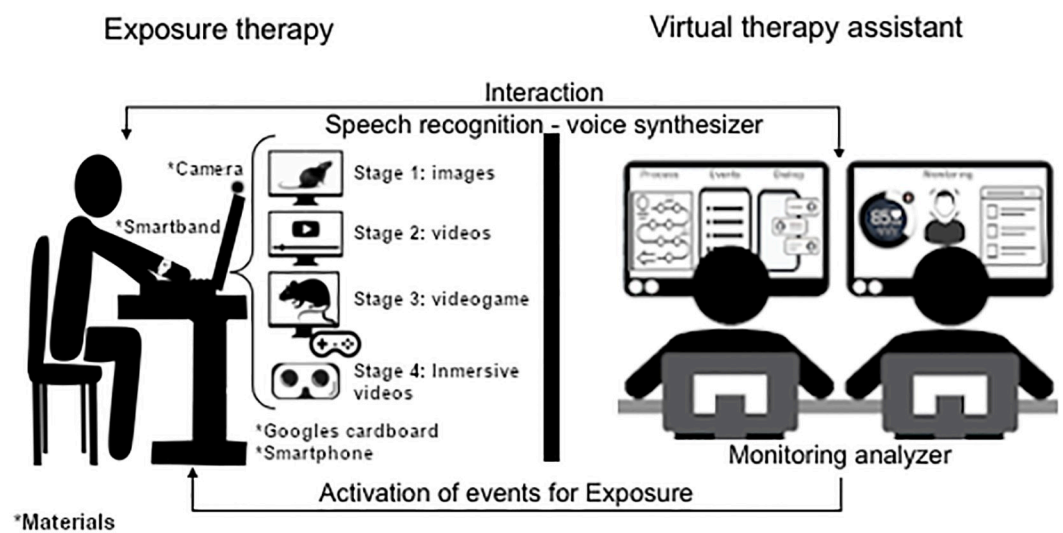 Exposure therapy
Virtual therapy assistant
Interaction
Speech recognition - voice synthesizer
*Camera
*Smartband
Stage 1: images
Stage 2: videos
Stage 3: videogame
Stage 4: Inmersive
videos
*Googles cardboard
*Smartphone
Process
Events
Dialog
Monitoring
85
Monitoring analyzer
Activation of events for Exposure
*Materials